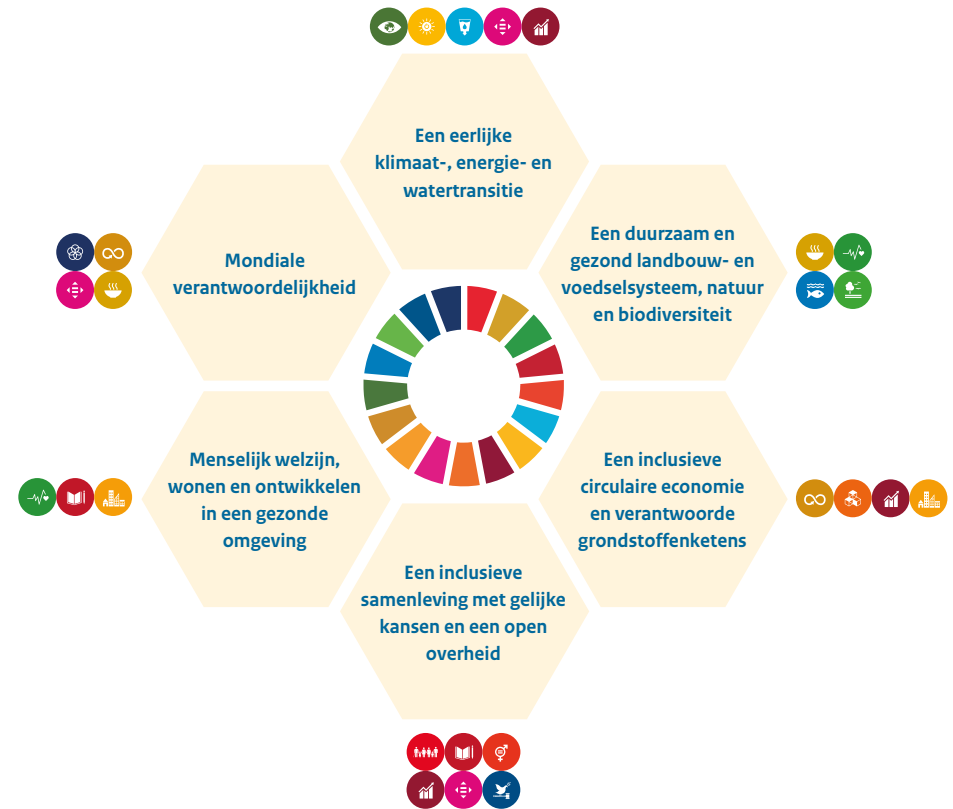 Een eerlijke
klimaat-, energie- en
watertransitie
Mondiale
verantwoordelijkheid
Een duurzaam en
gezond landbouw- en
voedselsysteem, natuur
en biodiversiteit
Menselijk welzijn,
wonen en ontwikkelen
in een gezonde
omgeving
Een inclusieve
circulaire economie
en verantwoorde
grondstoffenketens
Een inclusieve
samenleving met gelijke
kansen en een open
overheid